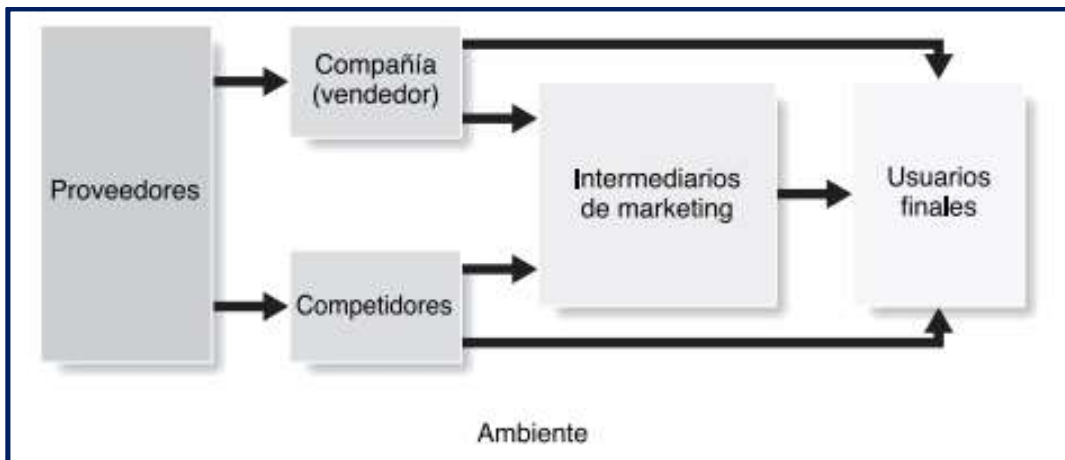 Proveedores
Compañía
(vendedor)
Competidores
Intermediarios
de marketing
Usuarios
finales
Ambiente